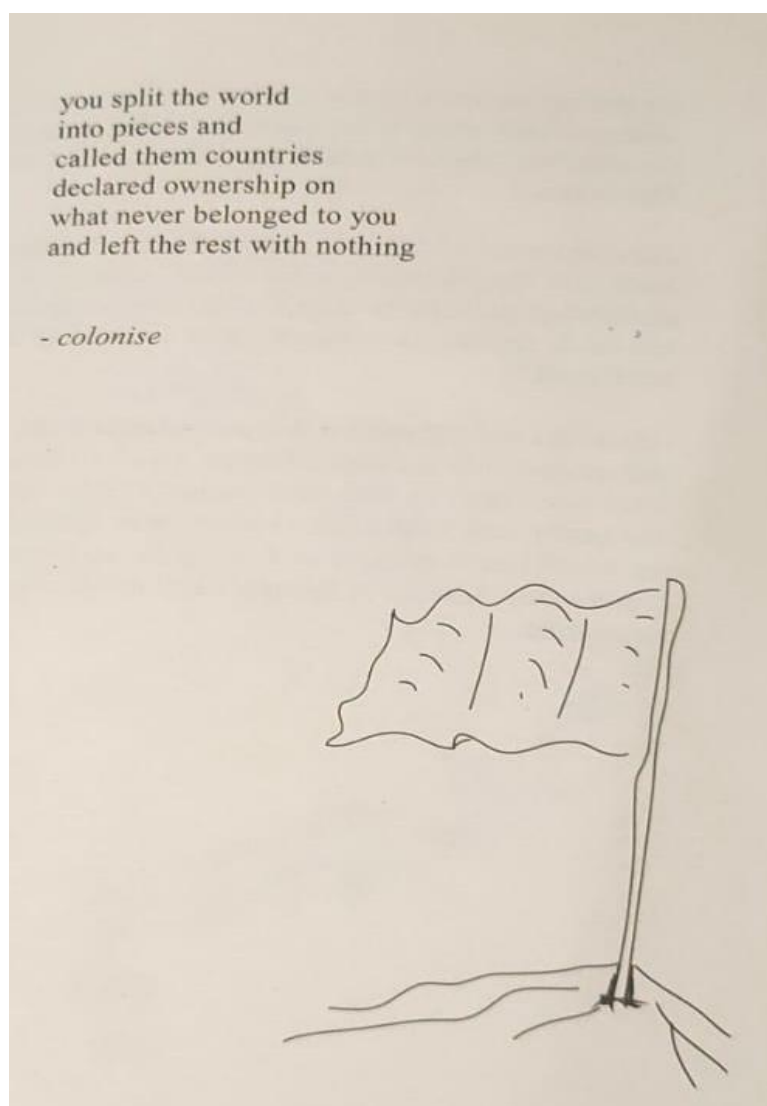 you split the world
into pieces and
called them countries
declared ownership on
what never belonged to you
and left the rest with nothing
- colonise